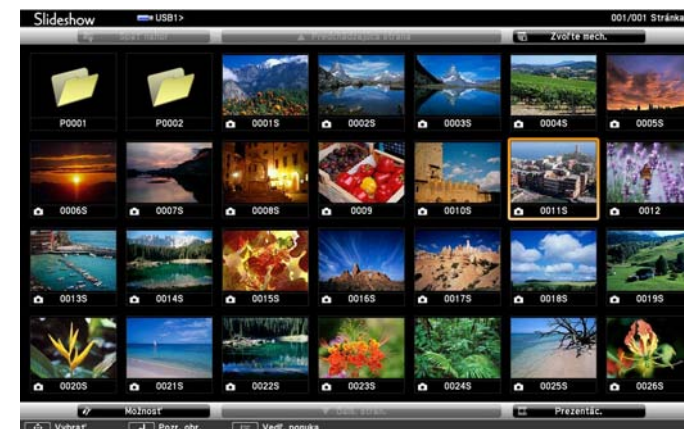 Slideshow USB1> 001/001 Stránka
Späť nahor ▲ Predchádzajúca strana Zvoľte mech.
P0001 P0002 0001S 0002S 0003S 0004S 0005S
0006S 0007S 0008S 0009 0010S 0011S 0012
0013S 0014S 0015S 0016S 0017S 0018S 0019S
0020S 0021S 0022S 0023S 0024S 0025S 0026S
Možnosť ▼ Ďalš. stran. Prezentác.
Vybrať Pozr. obr. ESC Vedľ. ponuka